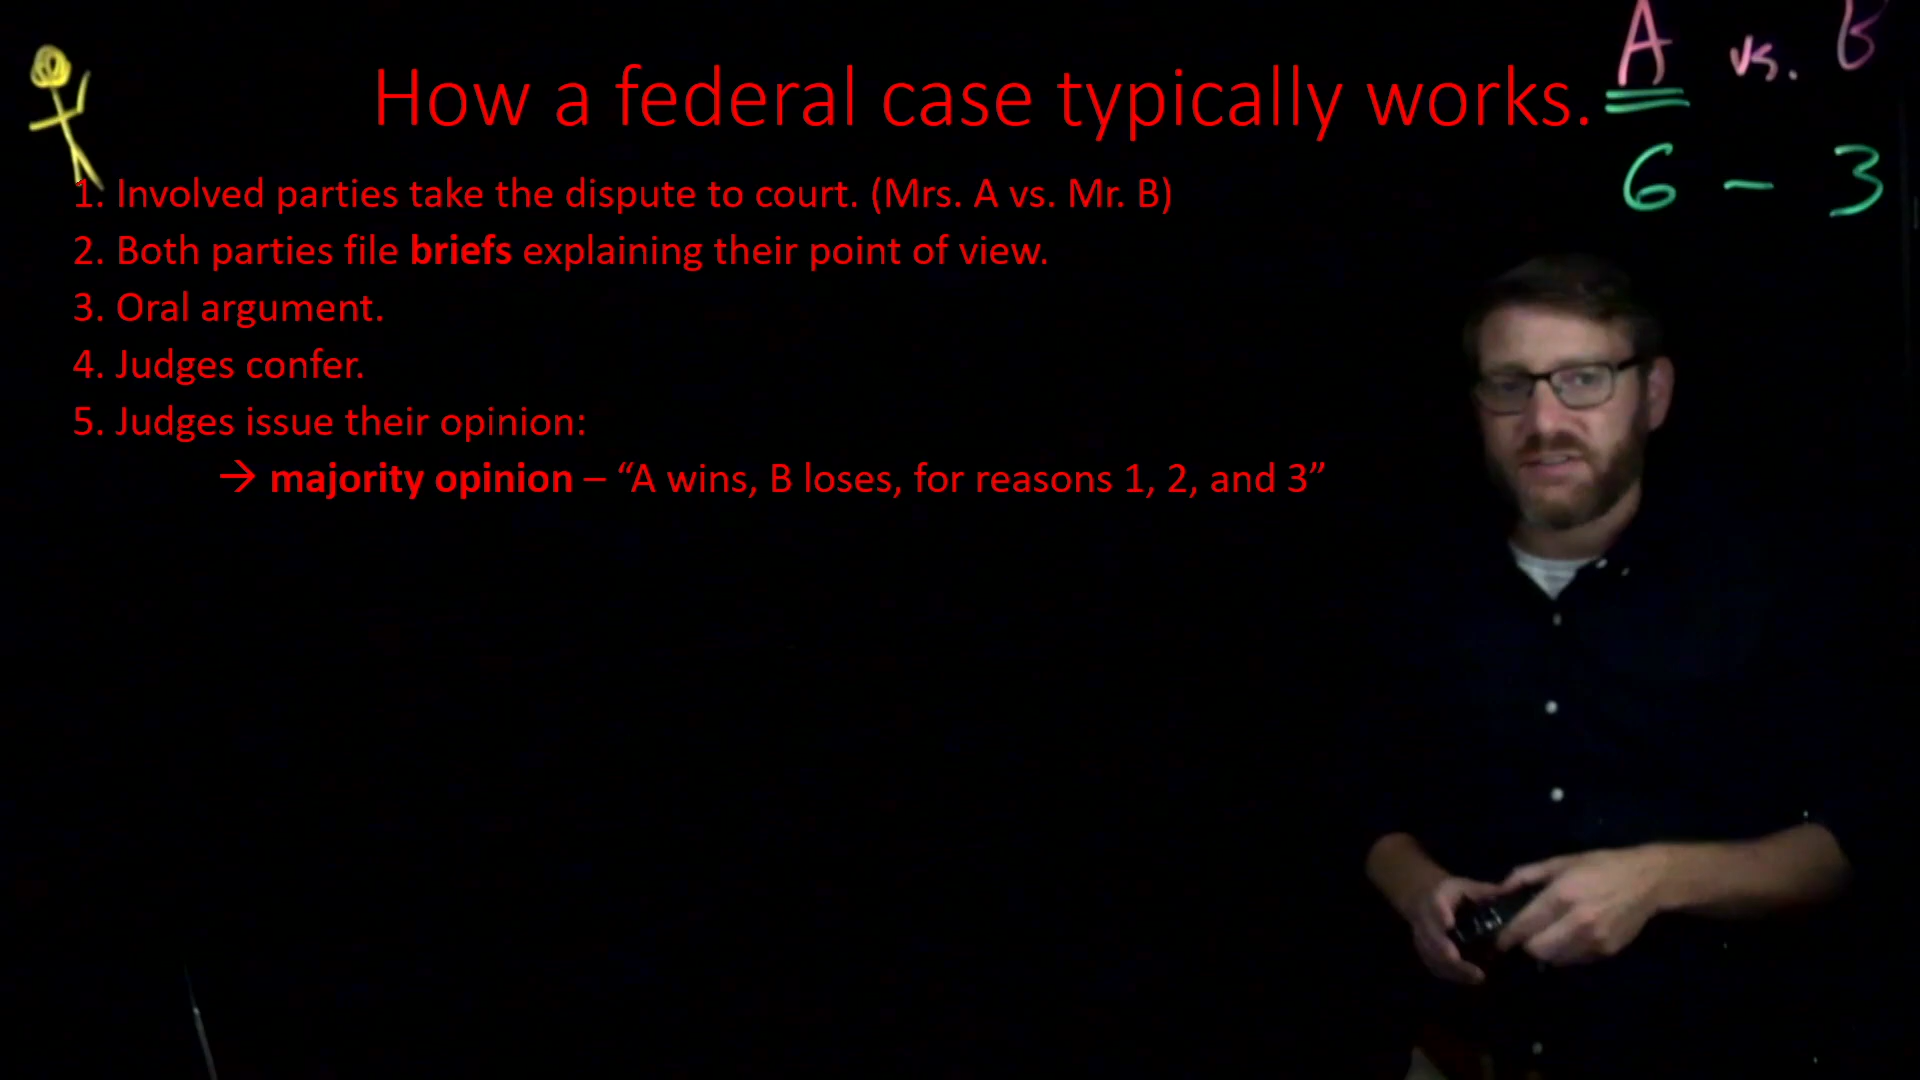 A vs. B
How a federal case typically works.
6 – 3
1. Involved parties take the dispute to court. (Mrs. A vs. Mr. B)
2. Both parties file briefs explaining their point of view.
3. Oral argument.
4. Judges confer.
5. Judges issue their opinion:
→ majority opinion – “A wins, B loses, for reasons 1, 2, and 3”